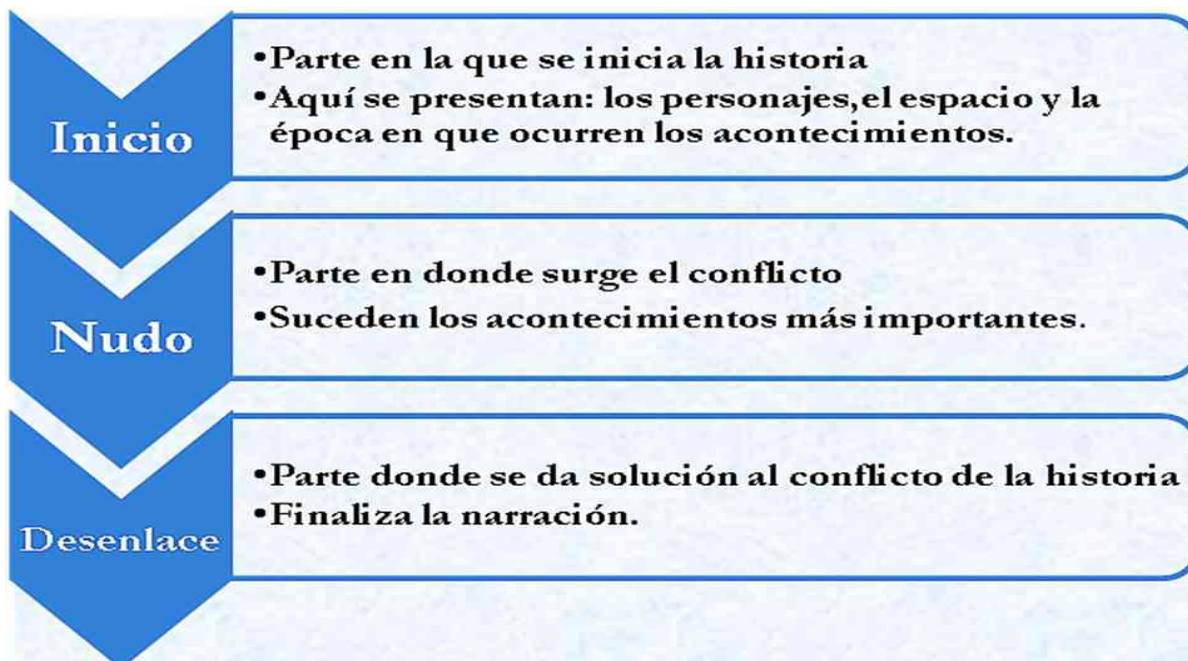 Inicio
•Parte en la que se inicia la historia
•Aquí se presentan: los personajes,el espacio y la
época en que ocurren los acontecimientos.
Nudo
•Parte en donde surge el conflicto
•Suceden los acontecimientos más importantes.
Desenlace
•Parte donde se da solución al conflicto de la historia
•Finaliza la narración.